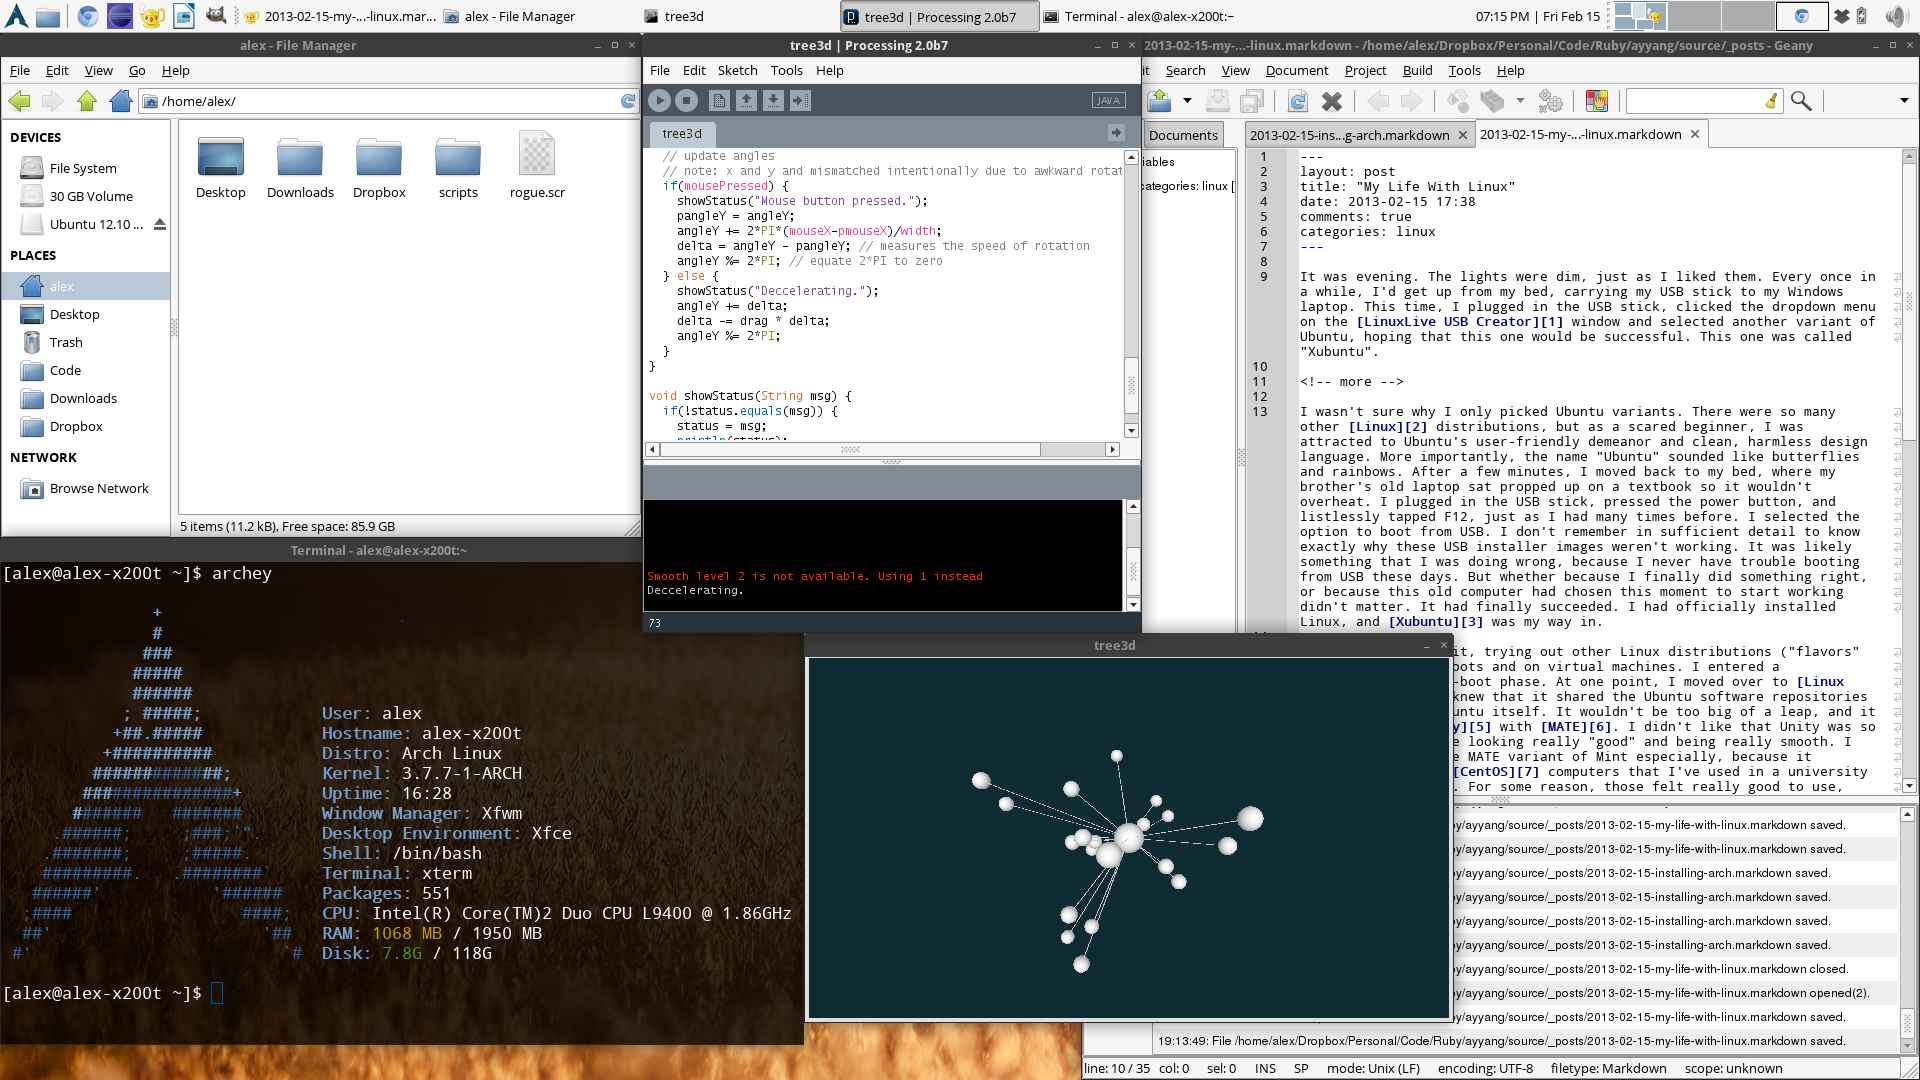 2013-02-15-my-...-linux.mar...
alex - File Manager
tree3d
tree3d | Processing 2.0b7
Terminal - alex@alex-x200t:~
07:15 PM | Fri Feb 15
alex - File Manager
File Edit View Go Help
/home/alex/
DEVICES
File System
30 GB Volume
Ubuntu 12.10 ...
PLACES
alex
Desktop
Trash
Code
Downloads
Dropbox
NETWORK
Browse Network
Desktop
Downloads
Dropbox
scripts
rogue.scr
5 items (11.2 kB), Free space: 85.9 GB
tree3d | Processing 2.0b7
File Edit Sketch Tools Help
JAVA
tree3d
// update angles
// note: x and y and mismatched intentionally due to awkward rotat
if(mousePressed) {
showStatus("Mouse button pressed.");
pangleY = angleY;
angleY += 2*PI*(mouseX-pmouseX)/width;
delta = angleY - pangleY; // measures the speed of rotation
angleY %= 2*PI; // equate 2*PI to zero
} else {
showStatus("Deccelerating.");
angleY += delta;
delta -= drag * delta;
angleY %= 2*PI;
}
}
void showStatus(String msg) {
if(!status.equals(msg)) {
status = msg;
println(status);
Smooth level 2 is not available. Using 1 instead
Deccelerating.
73
2013-02-15-my-...-linux.markdown - /home/alex/Dropbox/Personal/Code/Ruby/ayyang/source/_posts - Geany
it Search View Document Project Build Tools Help
Documents
iables
categories: linux [
2013-02-15-ins...g-arch.markdown
2013-02-15-my-...-linux.markdown
1 ---
2 layout: post
3 title: "My Life With Linux"
4 date: 2013-02-15 17:38
5 comments: true
6 categories: linux
7 ---
8
9 It was evening. The lights were dim, just as I liked them. Every once in
a while, I'd get up from my bed, carrying my USB stick to my Windows
laptop. This time, I plugged in the USB stick, clicked the dropdown menu
on the [LinuxLive USB Creator][1] window and selected another variant of
Ubuntu, hoping that this one would be successful. This one was called
"Xubuntu".
10
11 <!-- more -->
12
13 I wasn't sure why I only picked Ubuntu variants. There were so many
other [Linux][2] distributions, but as a scared beginner, I was
attracted to Ubuntu's user-friendly demeanor and clean, harmless design
language. More importantly, the name "Ubuntu" sounded like butterflies
and rainbows. After a few minutes, I moved back to my bed, where my
brother's old laptop sat propped up on a textbook so it wouldn't
overheat. I plugged in the USB stick, pressed the power button, and
listlessly tapped F12, just as I had many times before. I selected the
option to boot from USB. I don't remember in sufficient detail to know
exactly why these USB installer images weren't working. It was likely
something that I was doing wrong, because I never have trouble booting
from USB these days. But whether because I finally did something right,
or because this old computer had chosen this moment to start working
didn't matter. It had finally succeeded. I had officially installed
Linux, and [Xubuntu][3] was my way in.
it, trying out other Linux distributions ("flavors"
oots and on virtual machines. I entered a
-boot phase. At one point, I moved over to [Linux
knew that it shared the Ubuntu software repositories
untu itself. It wouldn't be too big of a leap, and it
y][5] with [MATE][6]. I didn't like that Unity was so
e looking really "good" and being really smooth. I
e MATE variant of Mint especially, because it
[CentOS][7] computers that I've used in a university
. For some reason, those felt really good to use,
y/ayyang/source/_posts/2013-02-15-my-life-with-linux.markdown saved.
y/ayyang/source/_posts/2013-02-15-my-life-with-linux.markdown saved.
y/ayyang/source/_posts/2013-02-15-installing-arch.markdown saved.
y/ayyang/source/_posts/2013-02-15-installing-arch.markdown saved.
y/ayyang/source/_posts/2013-02-15-installing-arch.markdown saved.
y/ayyang/source/_posts/2013-02-15-installing-arch.markdown saved.
y/ayyang/source/_posts/2013-02-15-my-life-with-linux.markdown closed.
y/ayyang/source/_posts/2013-02-15-my-life-with-linux.markdown opened(2).
y/ayyang/source/_posts/2013-02-15-my-life-with-linux.markdown saved.
19:13:49: File /home/alex/Dropbox/Personal/Code/Ruby/ayyang/source/_posts/2013-02-15-my-life-with-linux.markdown saved.
line: 10 / 35 col: 0 sel: 0 INS SP mode: Unix (LF) encoding: UTF-8 filetype: Markdown scope: unknown
Terminal - alex@alex-x200t:~
[alex@alex-x200t ~]$ archey
User: alex
Hostname: alex-x200t
Distro: Arch Linux
Kernel: 3.7.7-1-ARCH
Uptime: 16:28
Window Manager: Xfwm
Desktop Environment: Xfce
Shell: /bin/bash
Terminal: xterm
Packages: 551
CPU: Intel(R) Core(TM)2 Duo CPU L9400 @ 1.86GHz
RAM: 1068 MB / 1950 MB
Disk: 7.8G / 118G
[alex@alex-x200t ~]$
tree3d